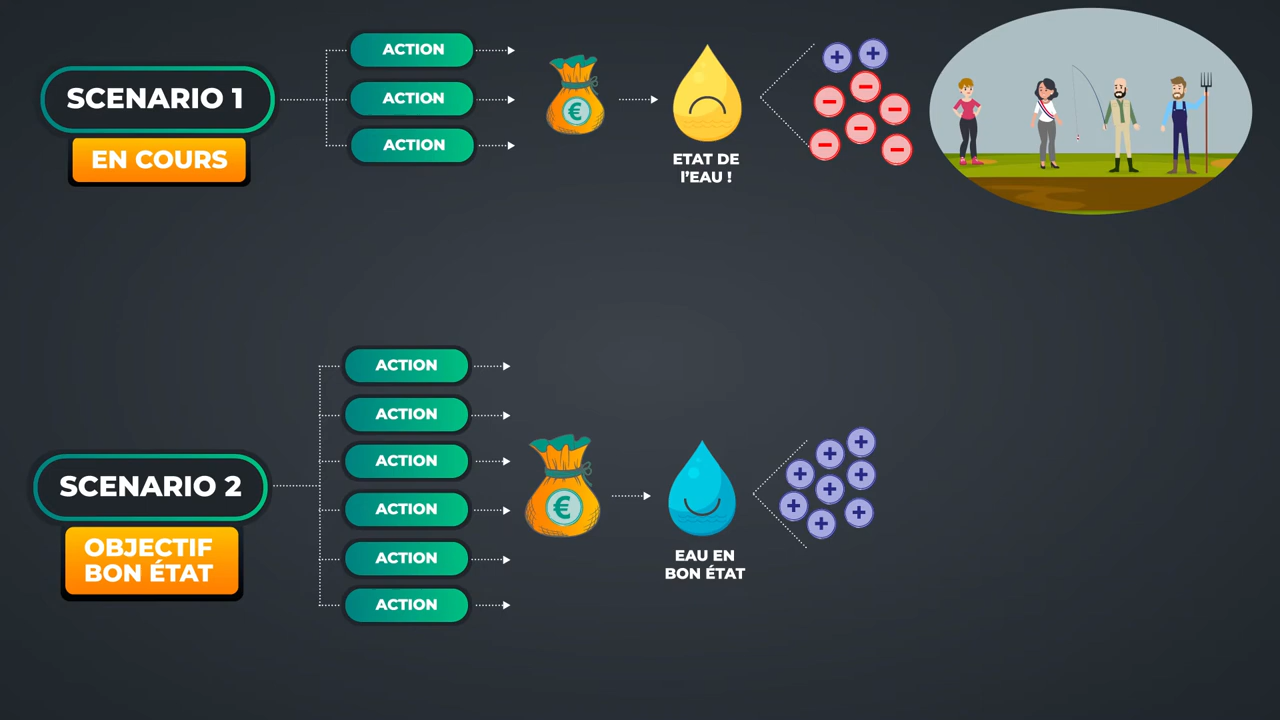 SCENARIO 1
EN COURS
ACTION
ACTION
ACTION
€
ETAT DE
l'EAU !
SCENARIO 2
OBJECTIF
BON ÉTAT
ACTION
ACTION
ACTION
ACTION
ACTION
ACTION
€
EAU EN
BON ÉTAT